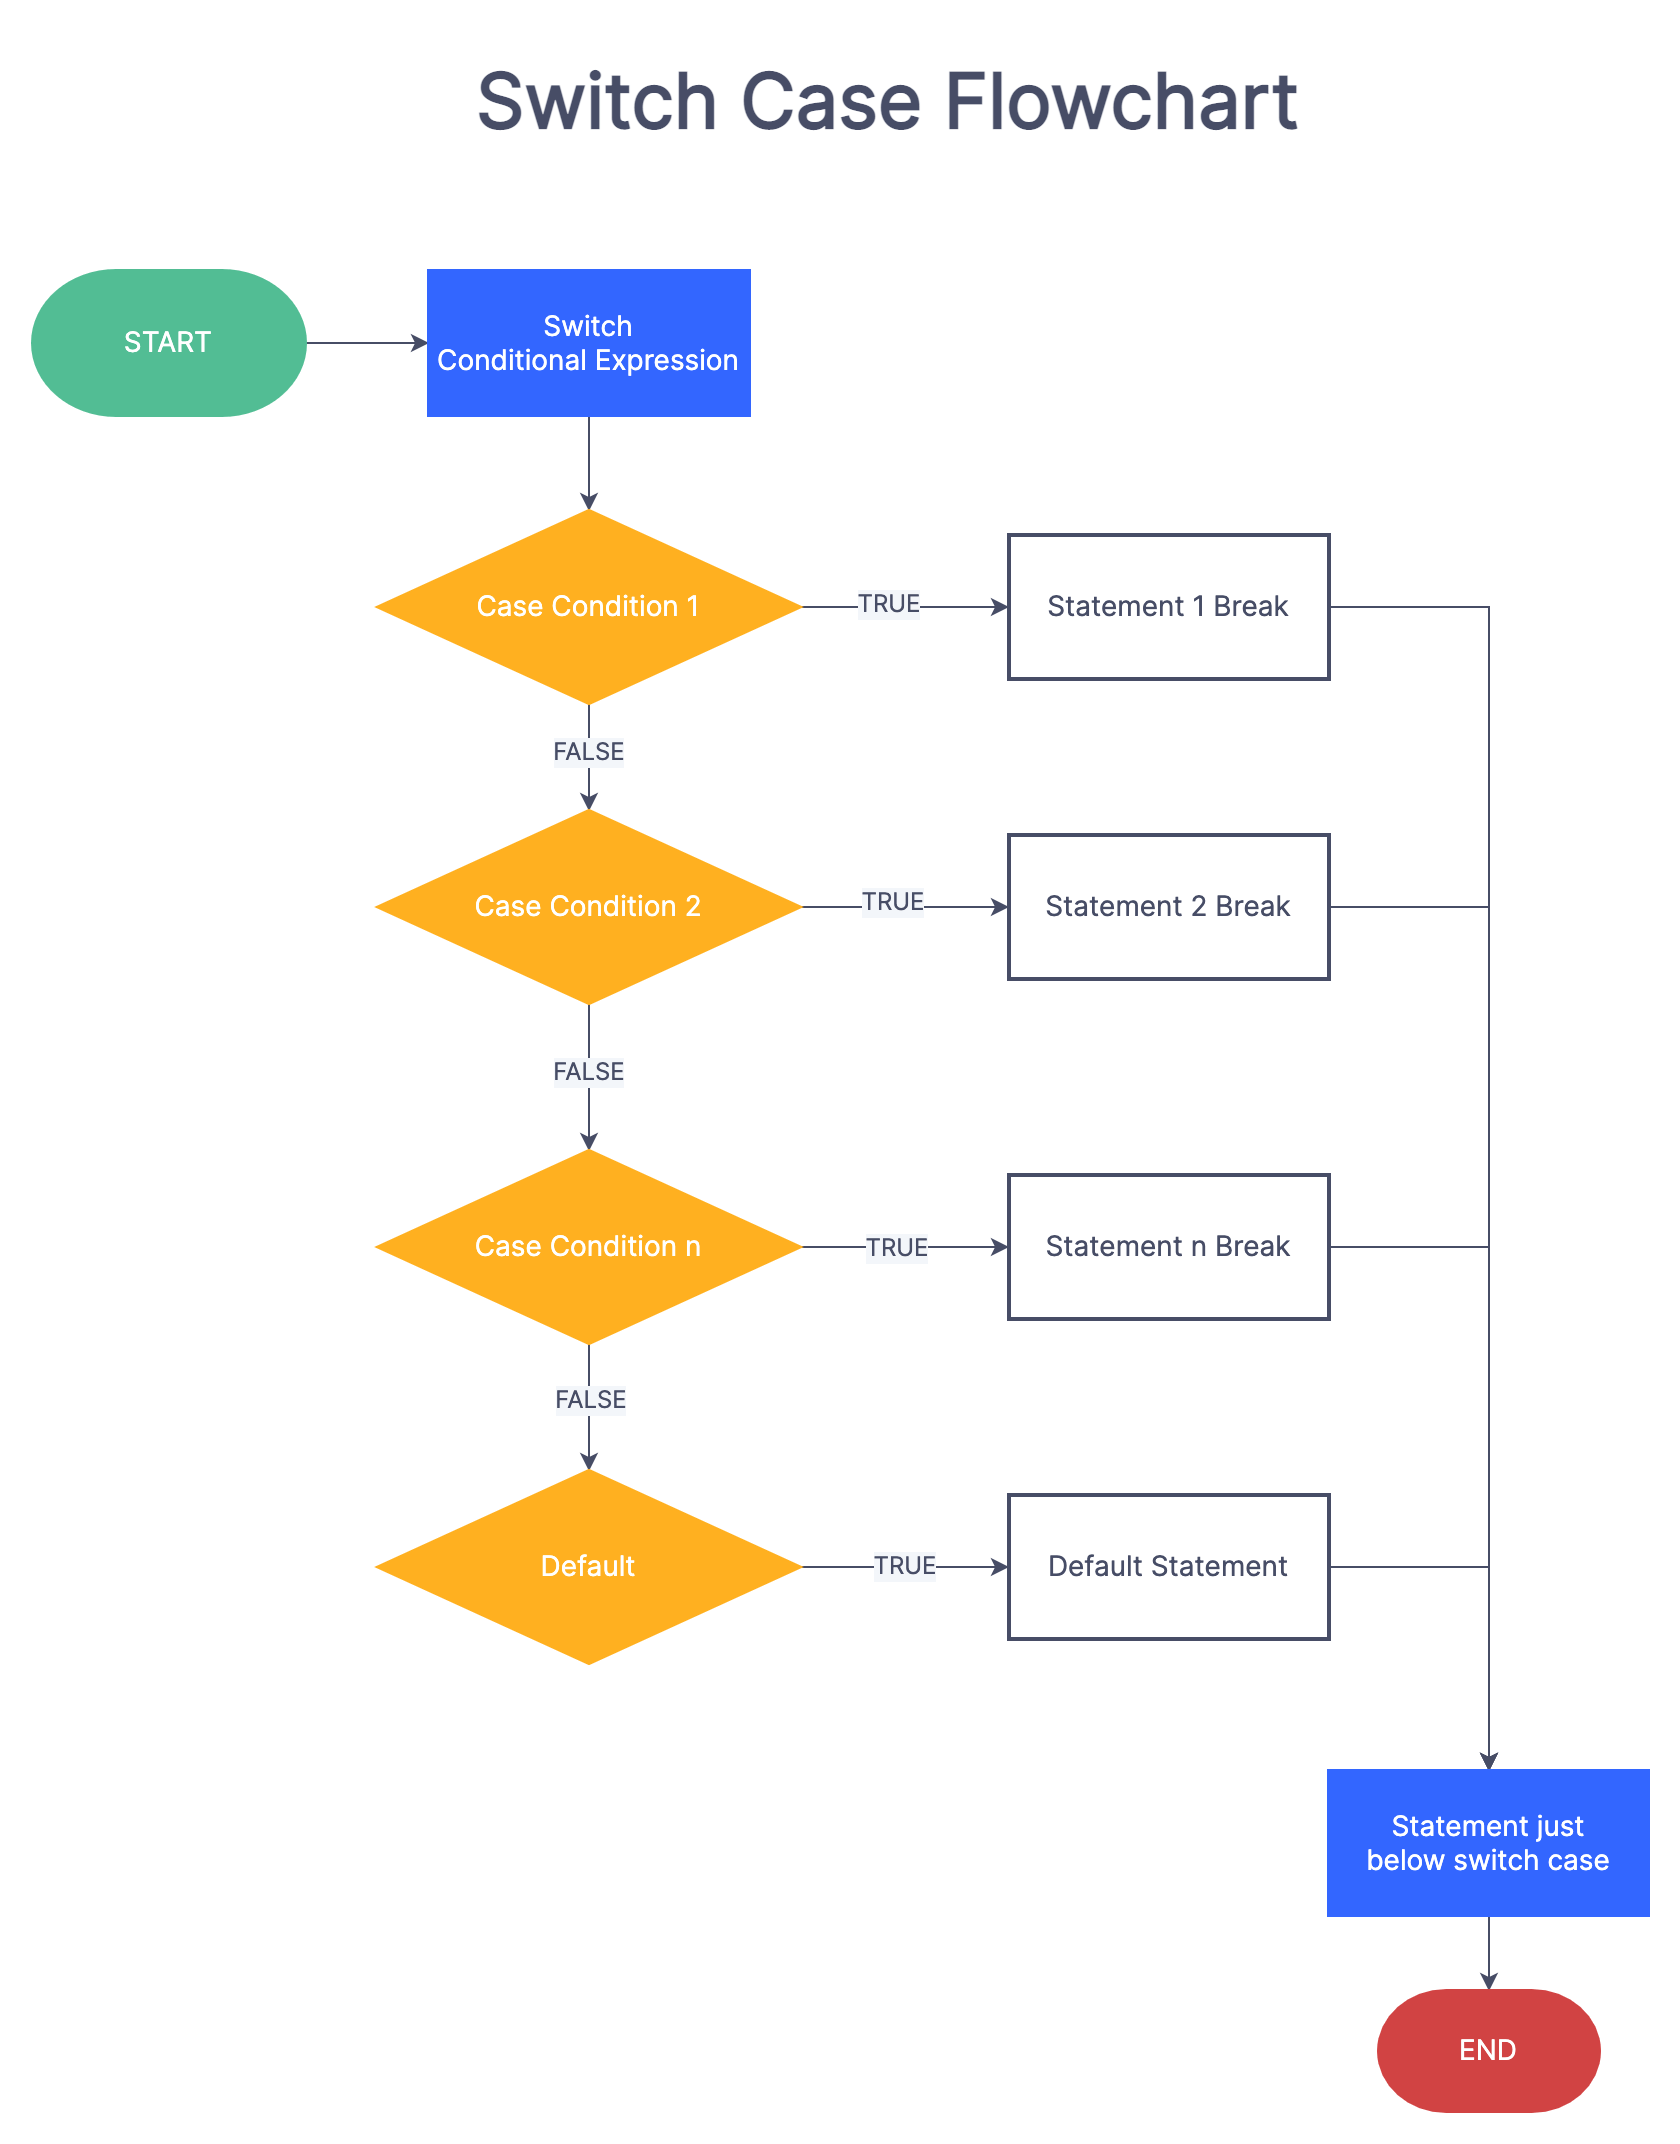 Switch Case Flowchart
START
Switch
Conditional Expression
Case Condition 1
TRUE
Statement 1 Break
FALSE
Case Condition 2
TRUE
Statement 2 Break
FALSE
Case Condition n
TRUE
Statement n Break
FALSE
Default
TRUE
Default Statement
Statement just
below switch case
END